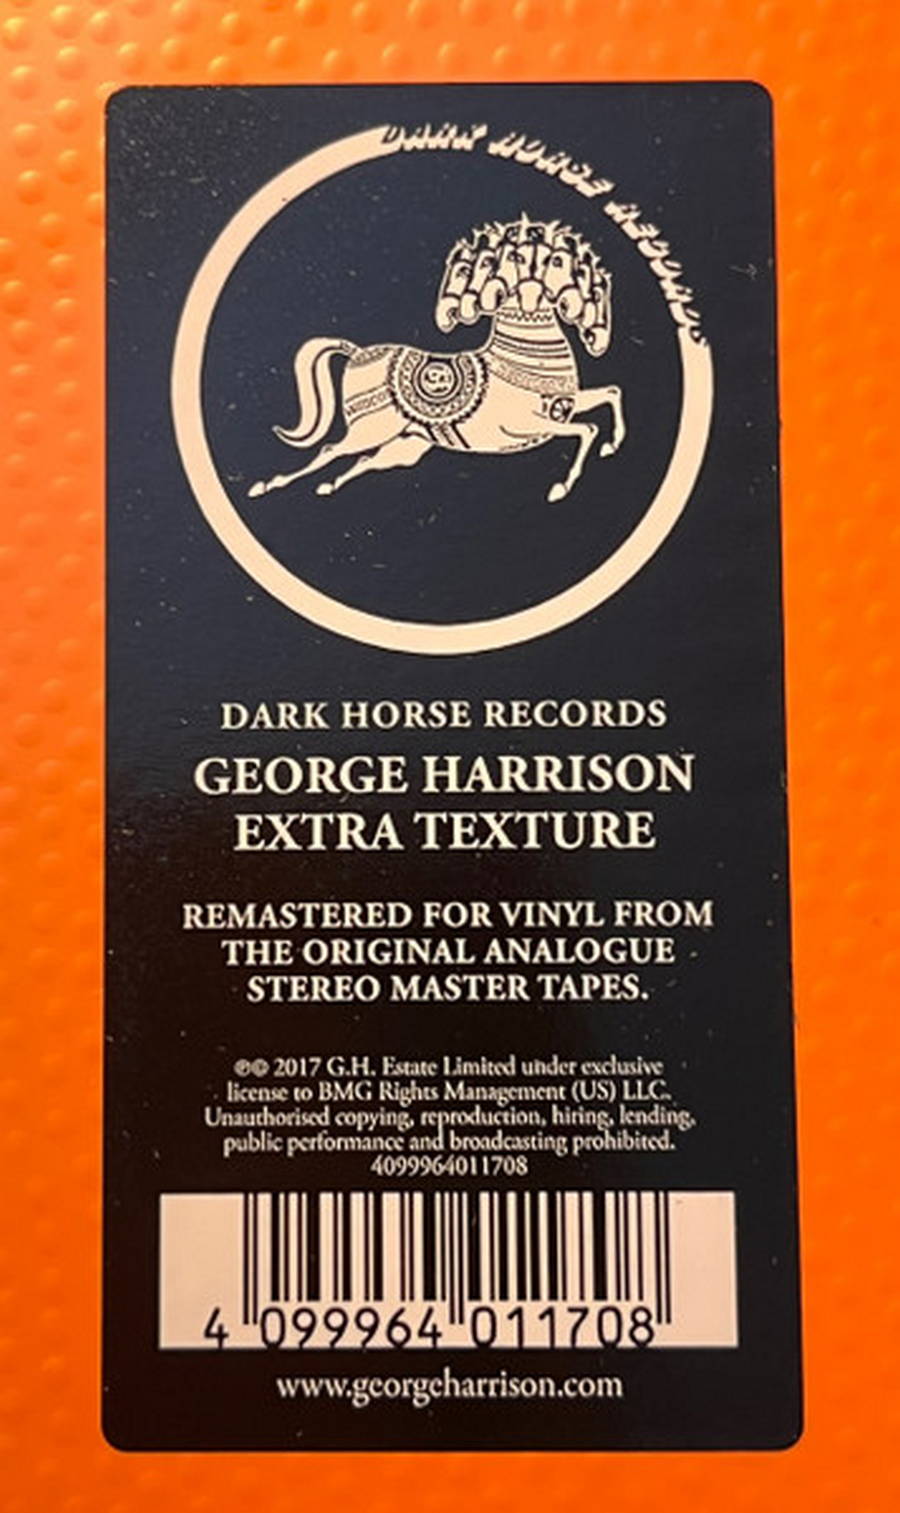 DARK HORSE RECORDS
DARK HORSE RECORDS
GEORGE HARRISON
EXTRA TEXTURE
REMASTERED FOR VINYL FROM
THE ORIGINAL ANALOGUE
STEREO MASTER TAPES.
℗© 2017 G.H. Estate Limited under exclusive
license to BMG Rights Management (US) LLC.
Unauthorised copying, reproduction, hiring, lending,
public performance and broadcasting prohibited.
4099964011708
4 099964 011708
www.georgeharrison.com